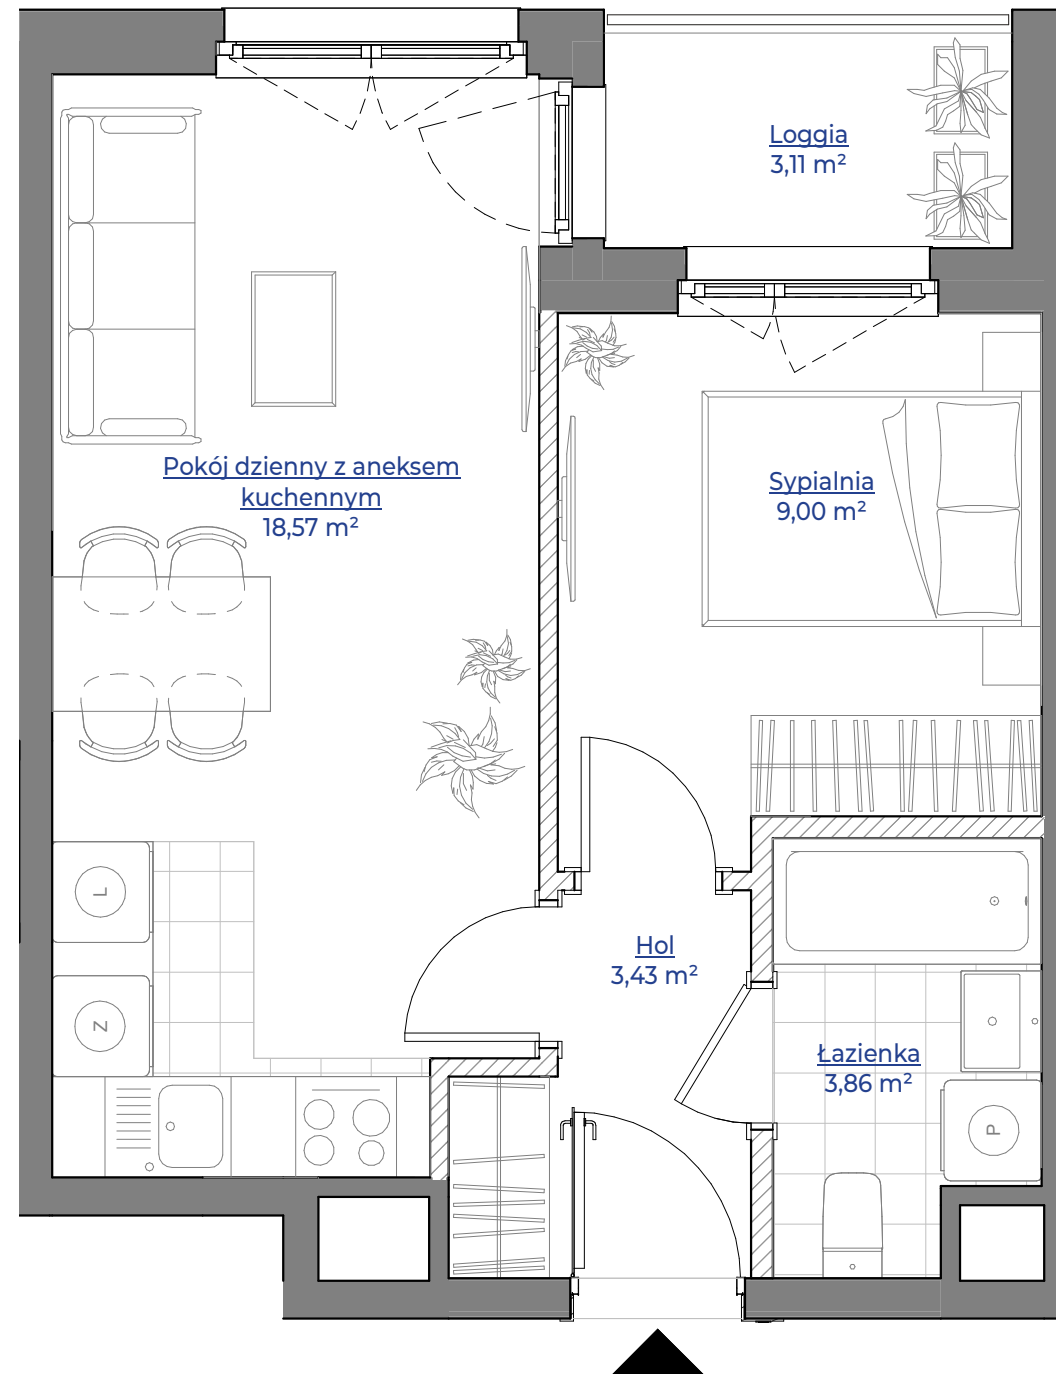 Loggia
3,11 m²
Pokój dzienny z aneksem
kuchennym
18,57 m²
Sypialnia
9,00 m²
L
Hol
3,43 m²
Z
Łazienka
3,86 m²
P